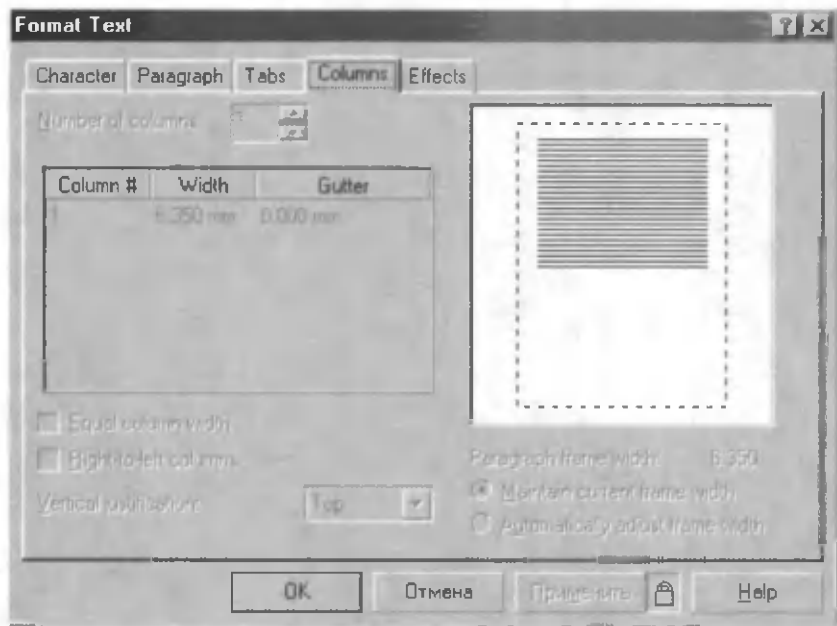 Format Text
Character Paragraph Tabs Columns Effects
Number of columns
Column # Width Gutter
1 6.350 mm 0.000 mm
Equal column width
Right-to-left columns
Vertical justification: Top
Paragraph frame width: 6.350
Maintain current frame width
Automatically adjust frame width
OK Отмена Применить Help